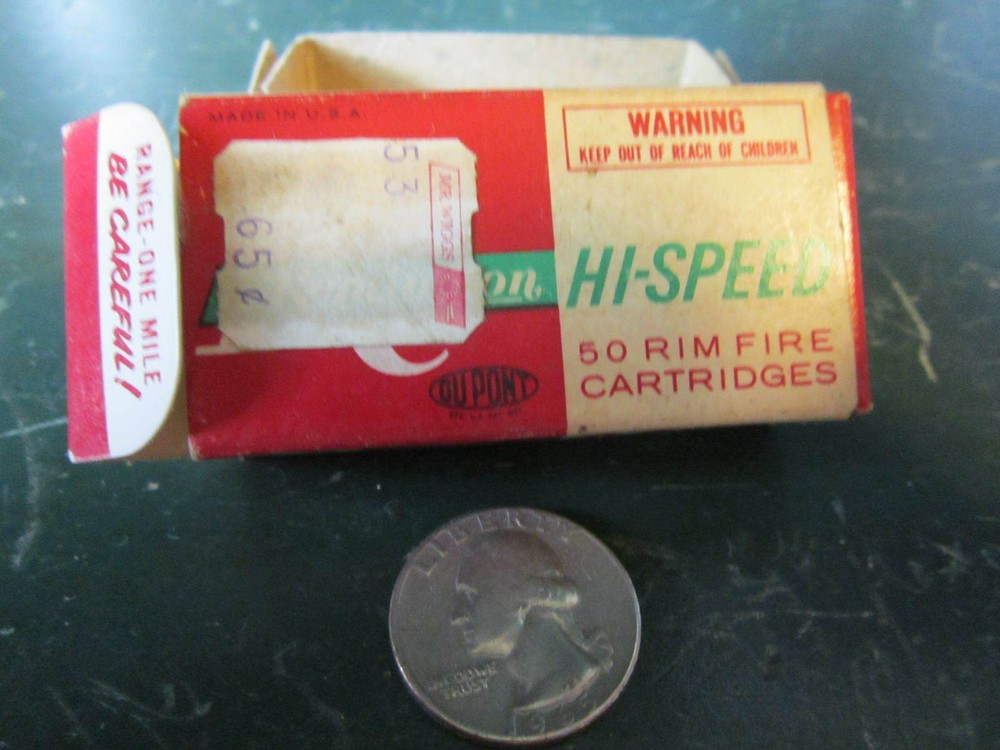 MADE IN U.S.A.
WARNING
KEEP OUT OF REACH OF CHILDREN
53
65¢
on
HI-SPEED
50 RIM FIRE
CARTRIDGES
DU PONT
RANGE-ONE MILE
BE CAREFUL!
LIBERTY
IN GOD WE
TRUST